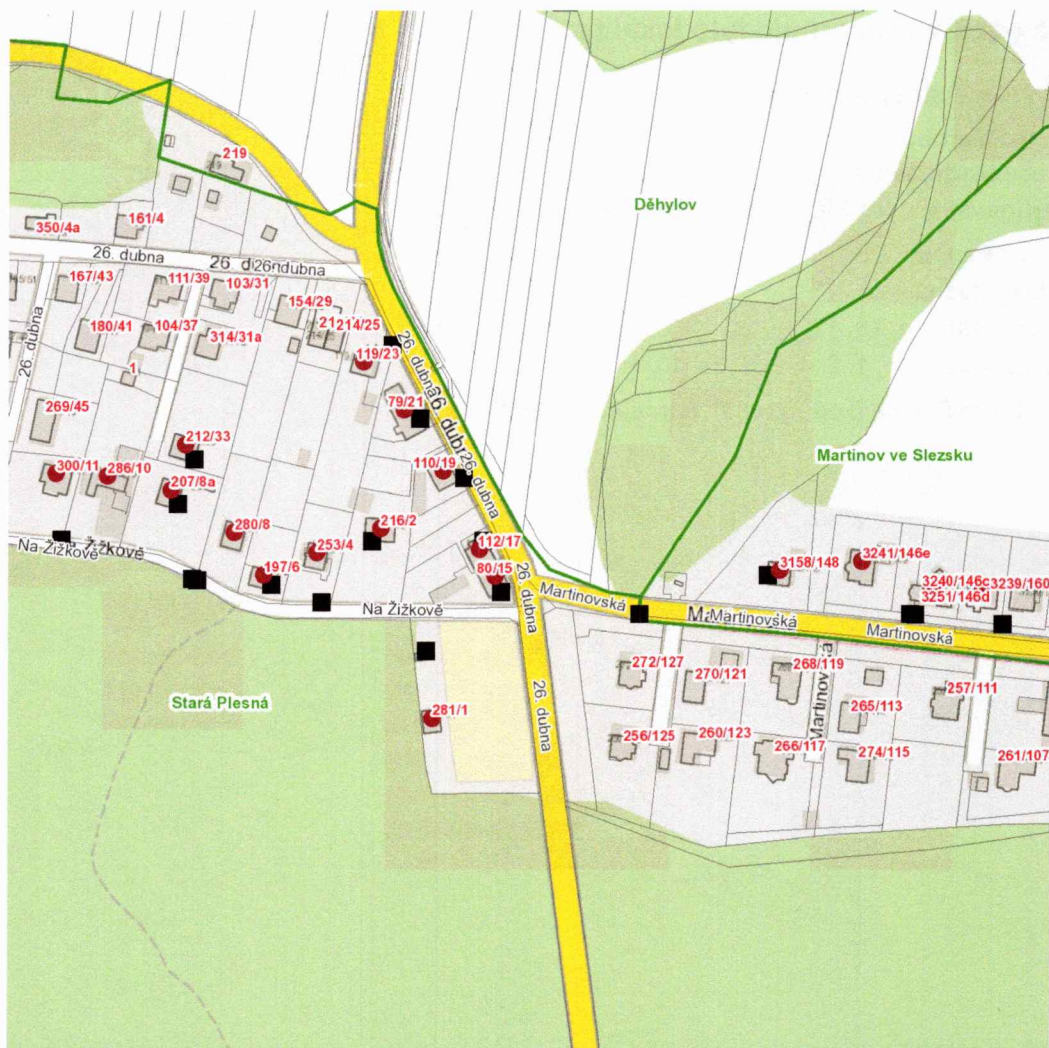 219
Děhylov
350/4a
161/4
26. dubna
26. dubna
167/43
111/39
103/31
154/29
214/25
180/41
104/37
314/31a
26. dubna
119/23
26. dubna
1
269/45
79/21
26. dubna
212/33
Martinov ve Slezsku
300/11
286/10
110/19
26. dubna
207/8a
280/8
216/2
253/4
112/17
Na Žižkově
Žižkově
197/6
80/15
26. dubna
3158/148
3241/146e
3240/146c
3239/160
3251/146d
Martinovská
Na Žižkově
Martinovská
Martinovská
272/127
270/121
268/119
Martinovská
Stará Plesná
281/1
26. dubna
265/113
257/111
256/125
260/123
266/117
274/115
261/107